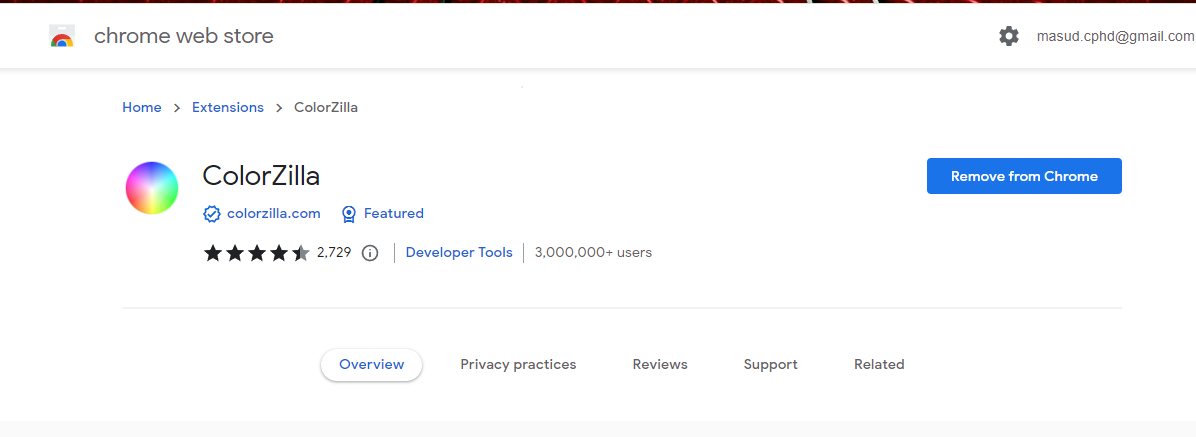 chrome web store
masud.cphd@gmail.com
Home > Extensions > ColorZilla
ColorZilla
Remove from Chrome
colorzilla.com Featured
2,729 Developer Tools 3,000,000+ users
Overview Privacy practices Reviews Support Related